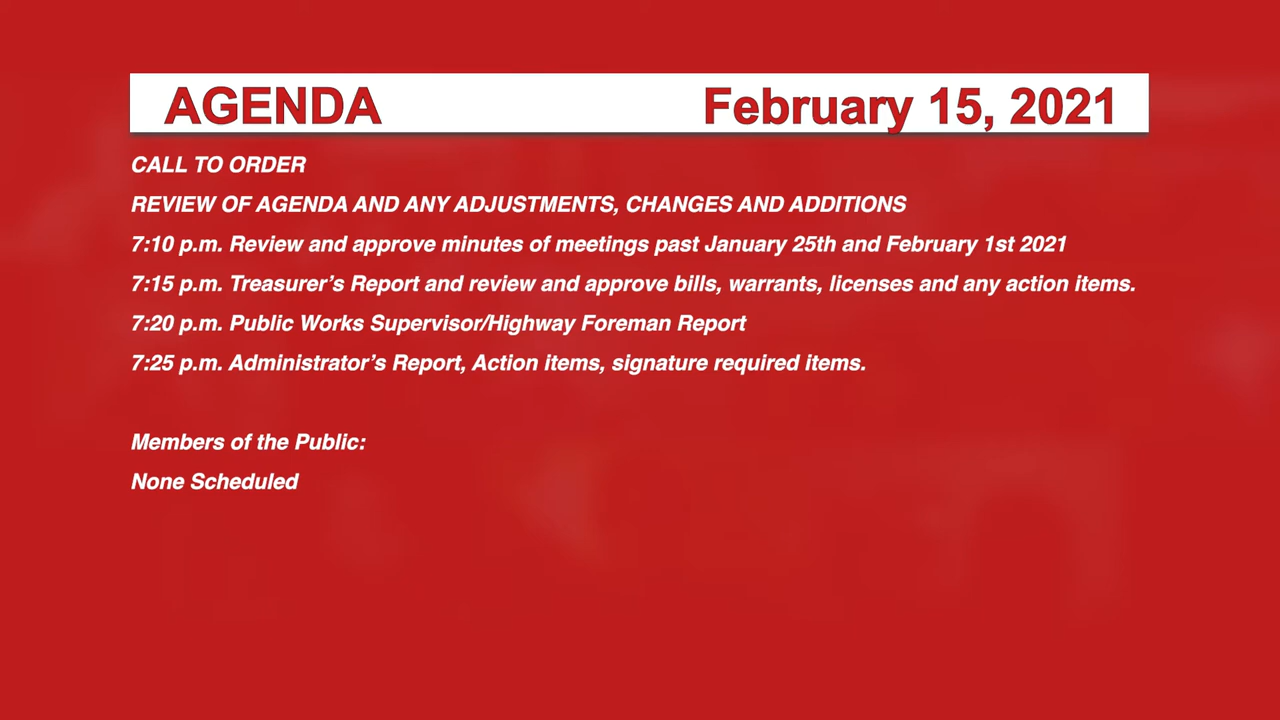 AGENDA February 15, 2021
CALL TO ORDER
REVIEW OF AGENDA AND ANY ADJUSTMENTS, CHANGES AND ADDITIONS
7:10 p.m. Review and approve minutes of meetings past January 25th and February 1st 2021
7:15 p.m. Treasurer’s Report and review and approve bills, warrants, licenses and any action items.
7:20 p.m. Public Works Supervisor/Highway Foreman Report
7:25 p.m. Administrator’s Report, Action items, signature required items.
Members of the Public:
None Scheduled